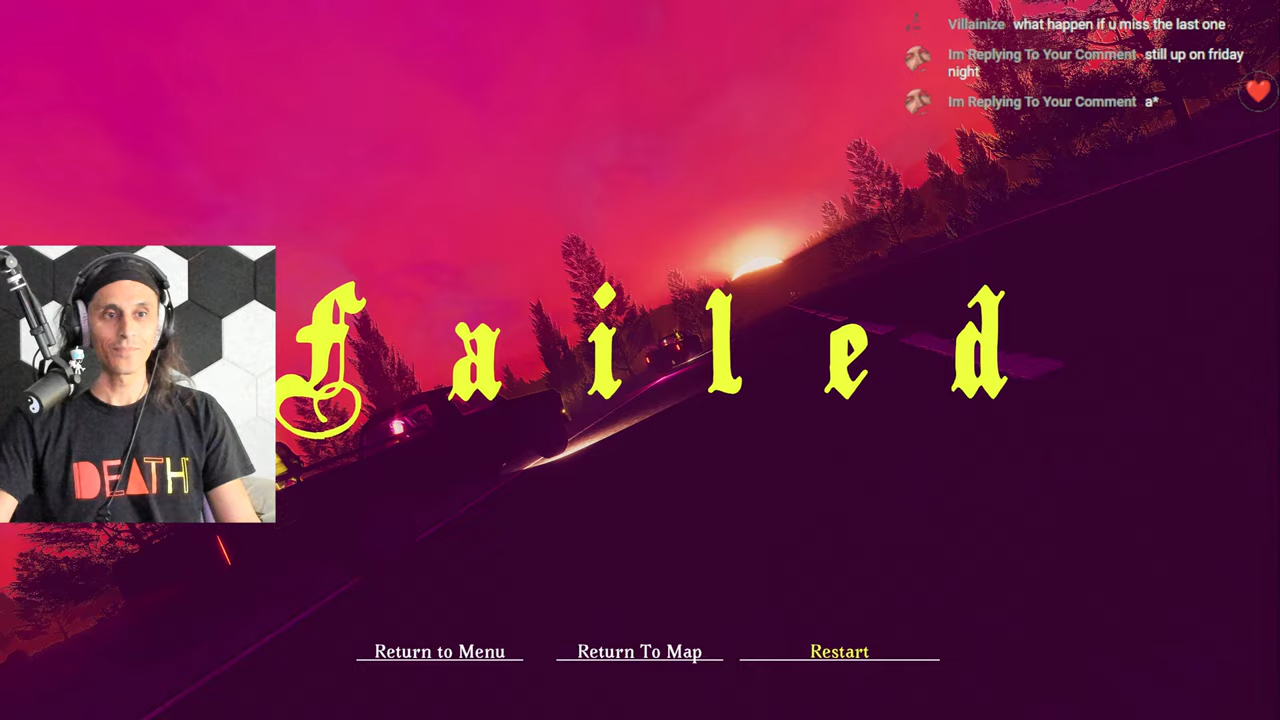 Villainize what happen if u miss the last one
Im Replying To Your Comment still up on friday
night
Im Replying To Your Comment a*
Failed
DEATH
Return to Menu
Return To Map
Restart